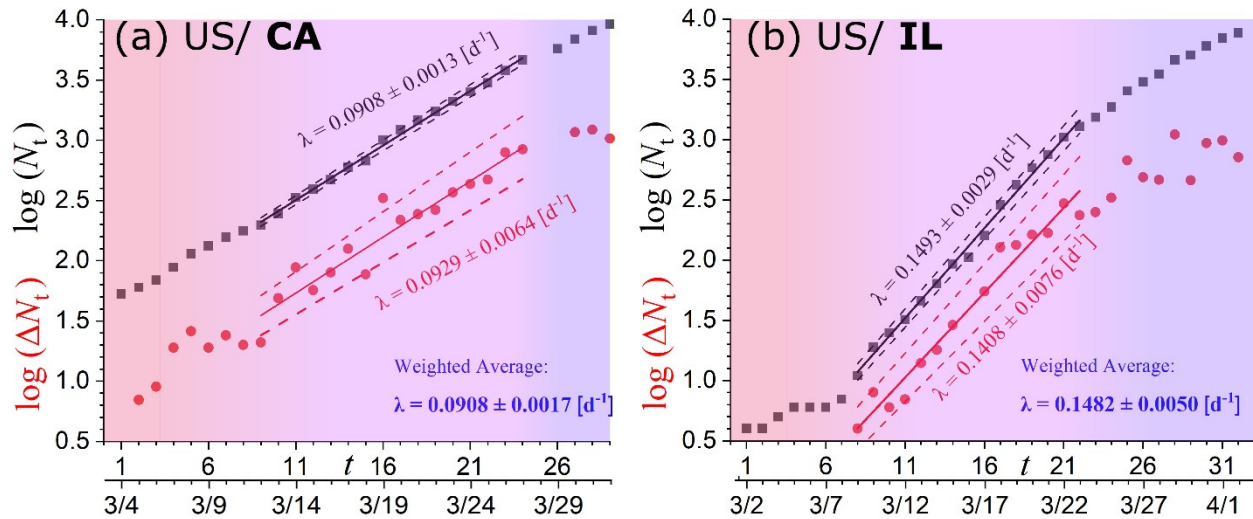 (a) US/ CA
4.0
3.5
3.0
2.5
2.0
1.5
1.0
0.5
log (Nt)
log (ΔNt)
λ = 0.0908 ± 0.0013 [d⁻¹]
λ = 0.0929 ± 0.0064 [d⁻¹]
Weighted Average:
λ = 0.0908 ± 0.0017 [d⁻¹]
1 6 11 t 16 21 26
3/4 3/9 3/14 3/19 3/24 3/29
(b) US/ IL
4.0
3.5
3.0
2.5
2.0
1.5
1.0
0.5
log (Nt)
log (ΔNt)
λ = 0.1493 ± 0.0029 [d⁻¹]
λ = 0.1408 ± 0.0076 [d⁻¹]
Weighted Average:
λ = 0.1482 ± 0.0050 [d⁻¹]
1 6 11 16 t 21 26 31
3/2 3/7 3/12 3/17 3/22 3/27 4/1